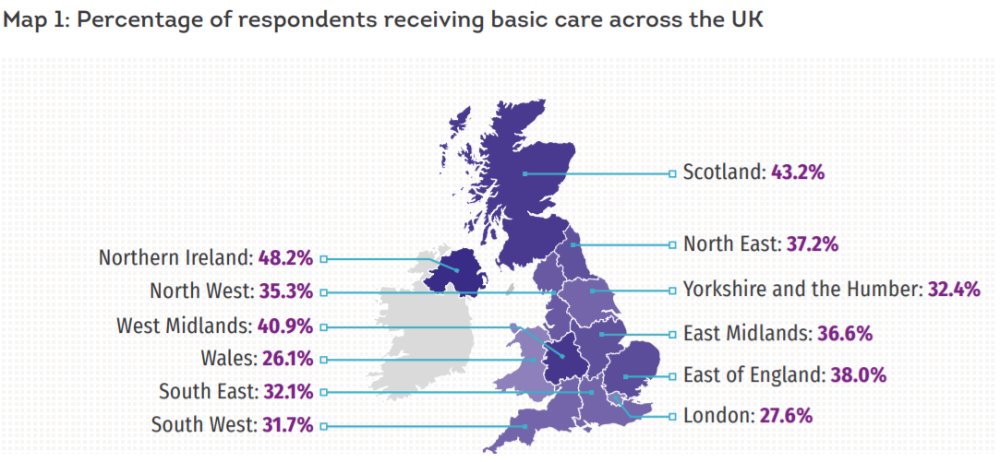 Map 1: Percentage of respondents receiving basic care across the UK
Scotland: 43.2%
North East: 37.2%
Northern Ireland: 48.2%
North West: 35.3%
Yorkshire and the Humber: 32.4%
West Midlands: 40.9%
East Midlands: 36.6%
Wales: 26.1%
East of England: 38.0%
South East: 32.1%
London: 27.6%
South West: 31.7%